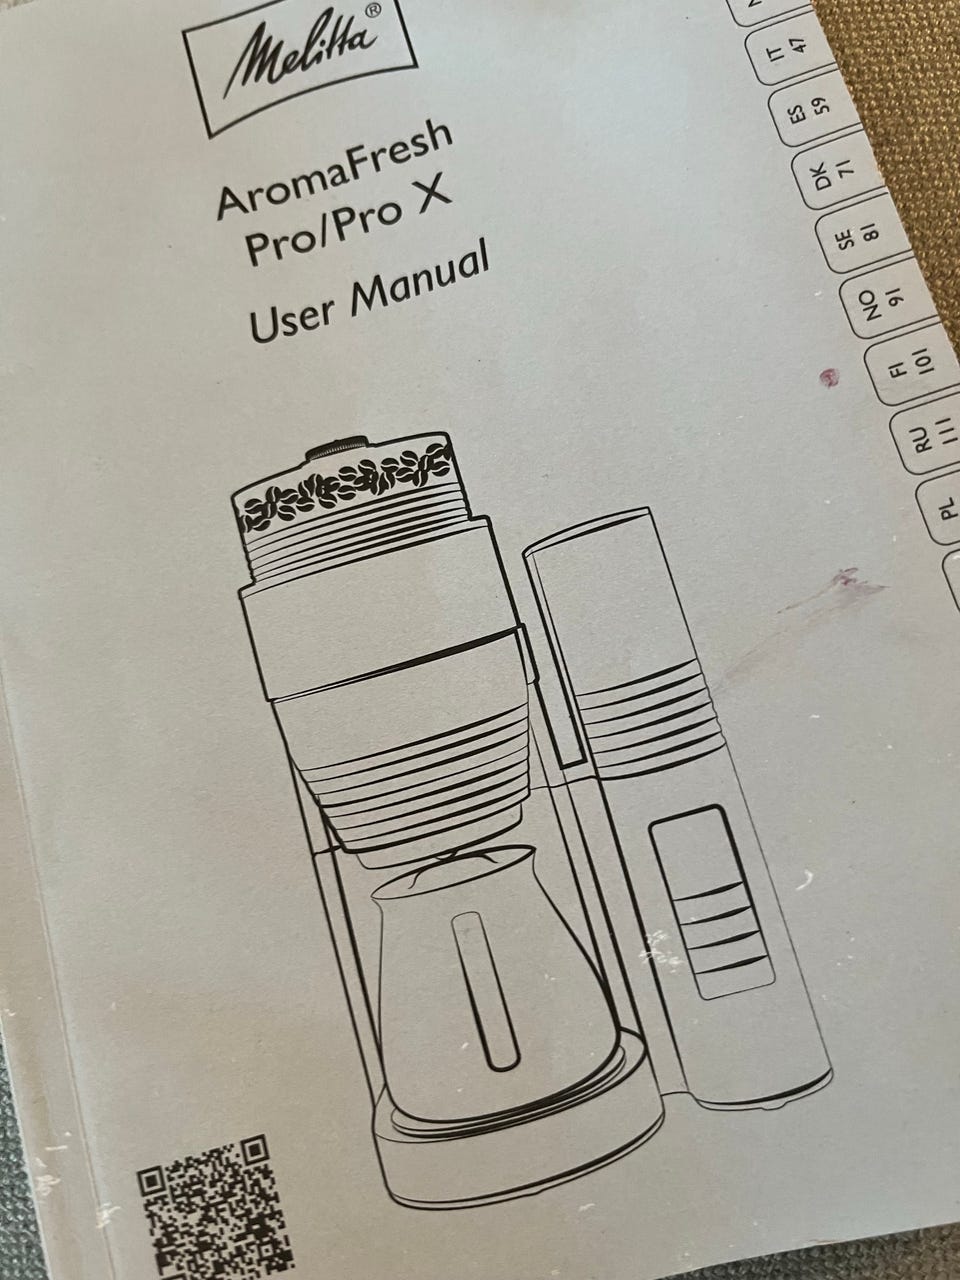 Melitta®
AromaFresh
Pro/Pro X
User Manual
IT
47
ES
59
DK
71
SE
81
NO
91
FI
101
RU
111
PL